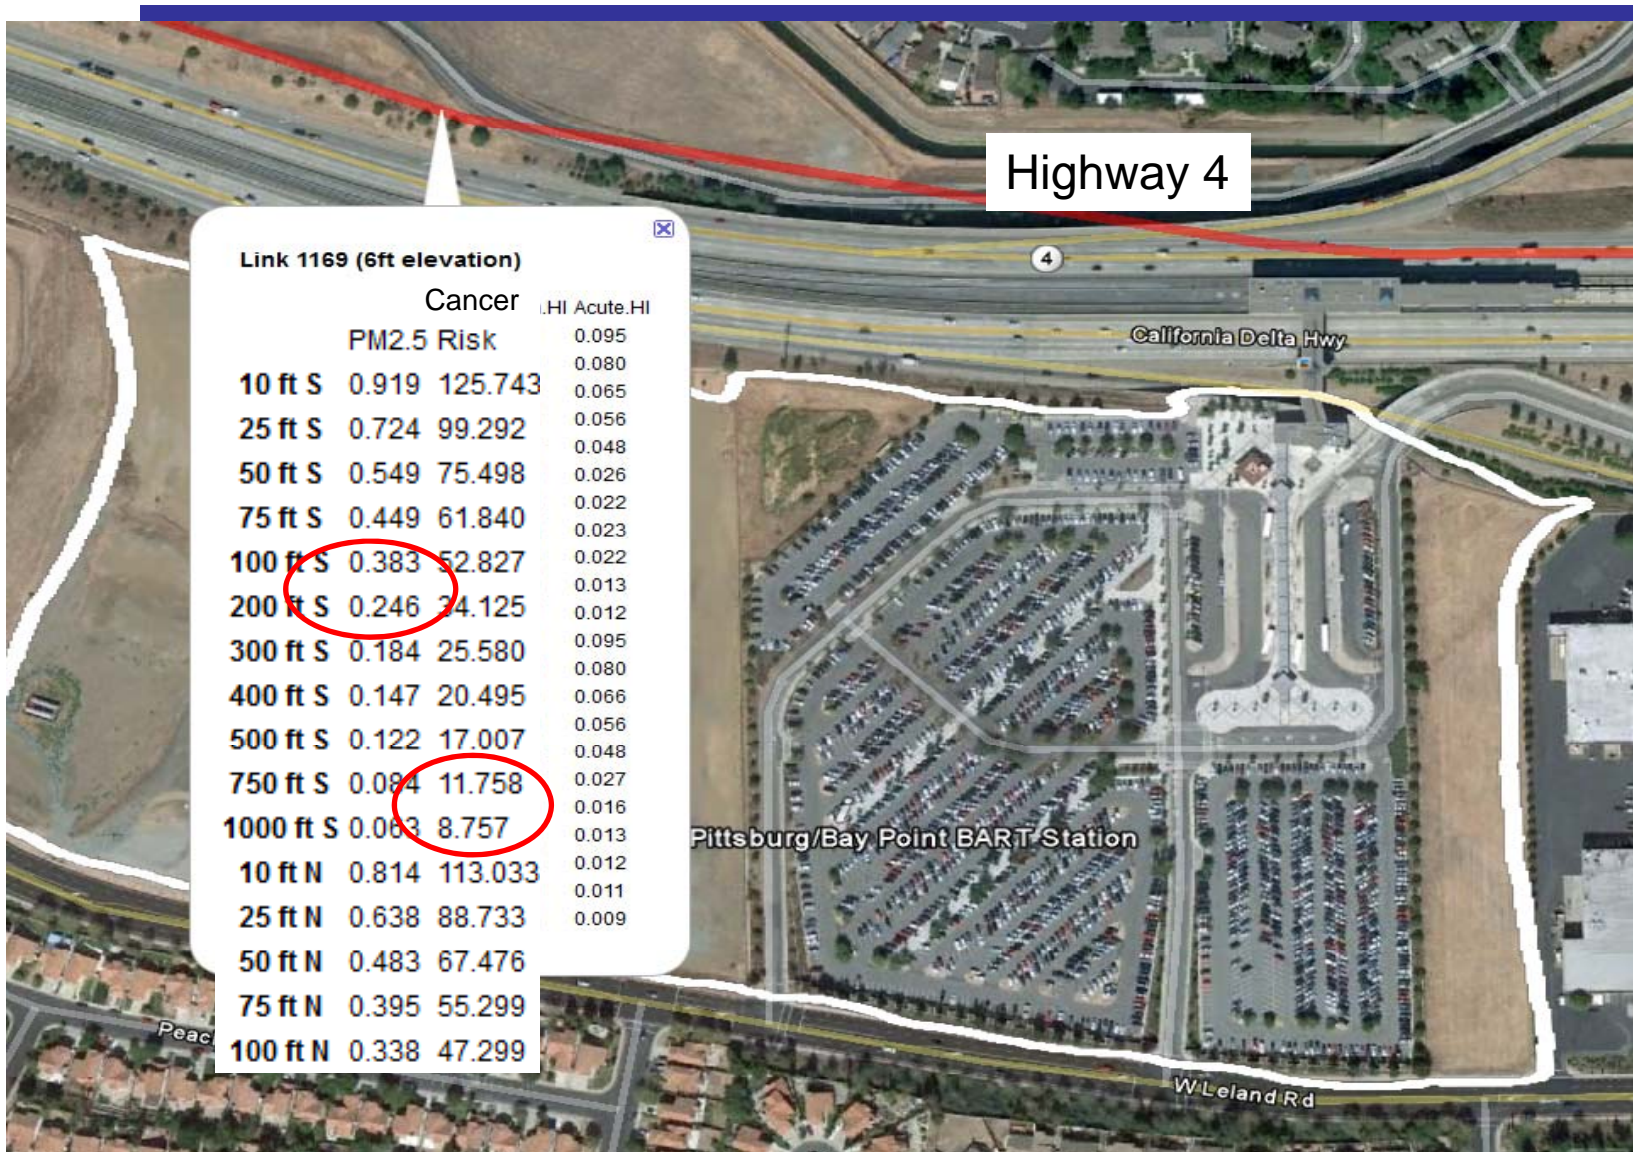 Highway 4
4
California Delta Hwy
Link 1169 (6ft elevation)
Cancer
.HI Acute.HI
PM2.5 Risk
10 ft S 0.919 125.743
25 ft S 0.724 99.292
50 ft S 0.549 75.498
75 ft S 0.449 61.840
100 ft S 0.383 52.827
200 ft S 0.246 34.125
300 ft S 0.184 25.580
400 ft S 0.147 20.495
500 ft S 0.122 17.007
750 ft S 0.084 11.758
1000 ft S 0.063 8.757
10 ft N 0.814 113.033
25 ft N 0.638 88.733
50 ft N 0.483 67.476
75 ft N 0.395 55.299
100 ft N 0.338 47.299
0.095
0.080
0.065
0.056
0.048
0.026
0.022
0.023
0.022
0.013
0.012
0.095
0.080
0.066
0.056
0.048
0.027
0.016
0.013
0.012
0.011
0.009
Pittsburg/Bay Point BART Station
W Leland Rd